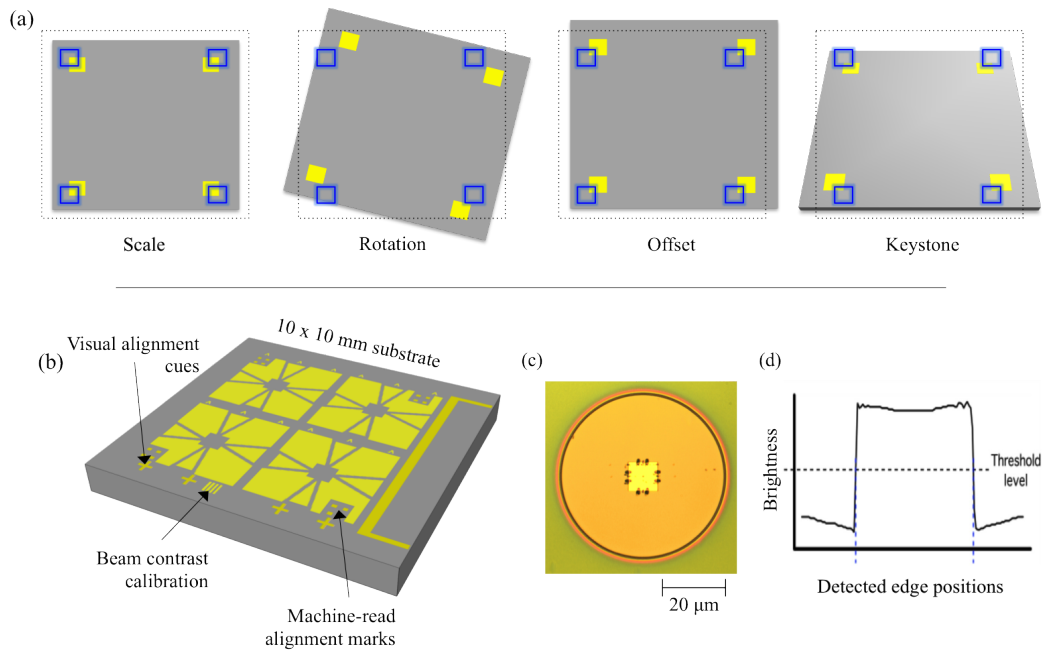 (a)
Scale
Rotation
Offset
Keystone
(b)
Visual alignment
cues
10 x 10 mm substrate
Beam contrast
calibration
Machine-read
alignment marks
(c)
20 μm
(d)
Brightness
Threshold
level
Detected edge positions